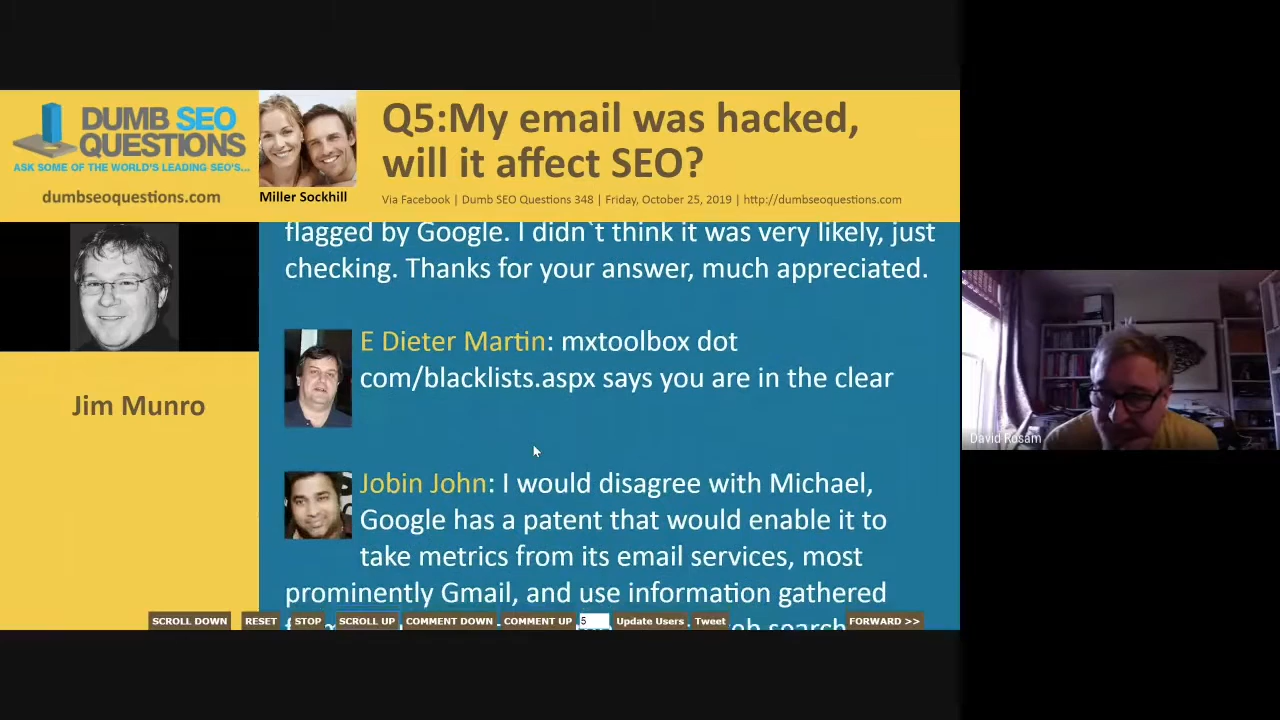 DUMB SEO
QUESTIONS
ASK SOME OF THE WORLD'S LEADING SEO'S...
dumbseoquestions.com
Miller Sockhill
Q5:My email was hacked,
will it affect SEO?
Via Facebook | Dumb SEO Questions 348 | Friday, October 25, 2019 | http://dumbseoquestions.com
Jim Munro
flagged by Google. I didn`t think it was very likely, just
checking. Thanks for your answer, much appreciated.
E Dieter Martin: mxtoolbox dot
com/blacklists.aspx says you are in the clear
Jobin John: I would disagree with Michael,
Google has a patent that would enable it to
take metrics from its email services, most
prominently Gmail, and use information gathered
SCROLL DOWN RESET STOP SCROLL UP COMMENT DOWN COMMENT UP 5 Update Users Tweet FORWARD >>
David Rosam